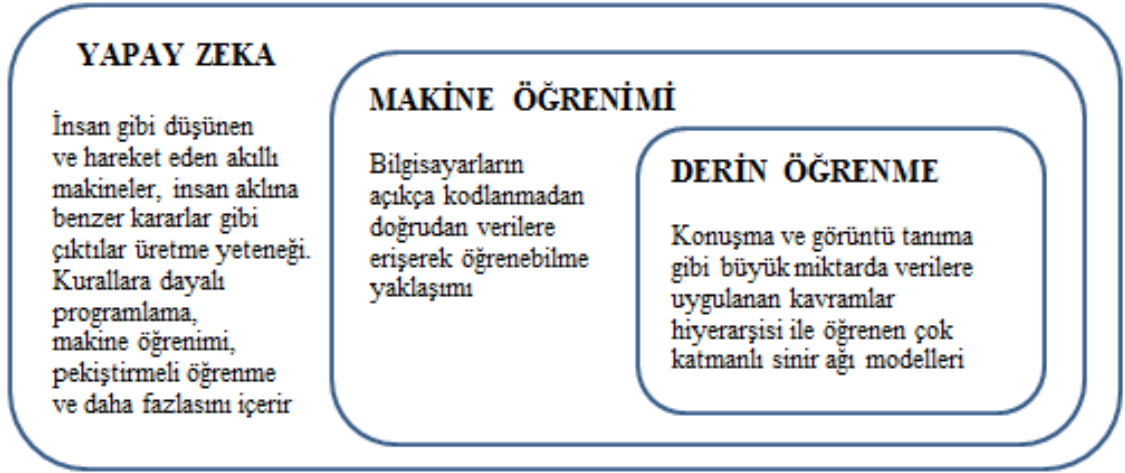 YAPAY ZEKA
İnsan gibi düşünen
ve hareket eden akıllı
makineler, insan aklına
benzer kararlar gibi
çıktılar üretme yeteneği.
Kurallara dayalı
programlama,
makine öğrenimi,
pekiştirmeli öğrenme
ve daha fazlasını içerir
MAKİNE ÖĞRENİMİ
Bilgisayarların
açıkça kodlanmadan
doğrudan verilere
erişerek öğrenebilme
yaklaşımı
DERİN ÖĞRENME
Konuşma ve görüntü tanıma
gibi büyük miktarda verilere
uygulanan kavramlar
hiyerarşisi ile öğrenen çok
katmanlı sinir ağı modelleri